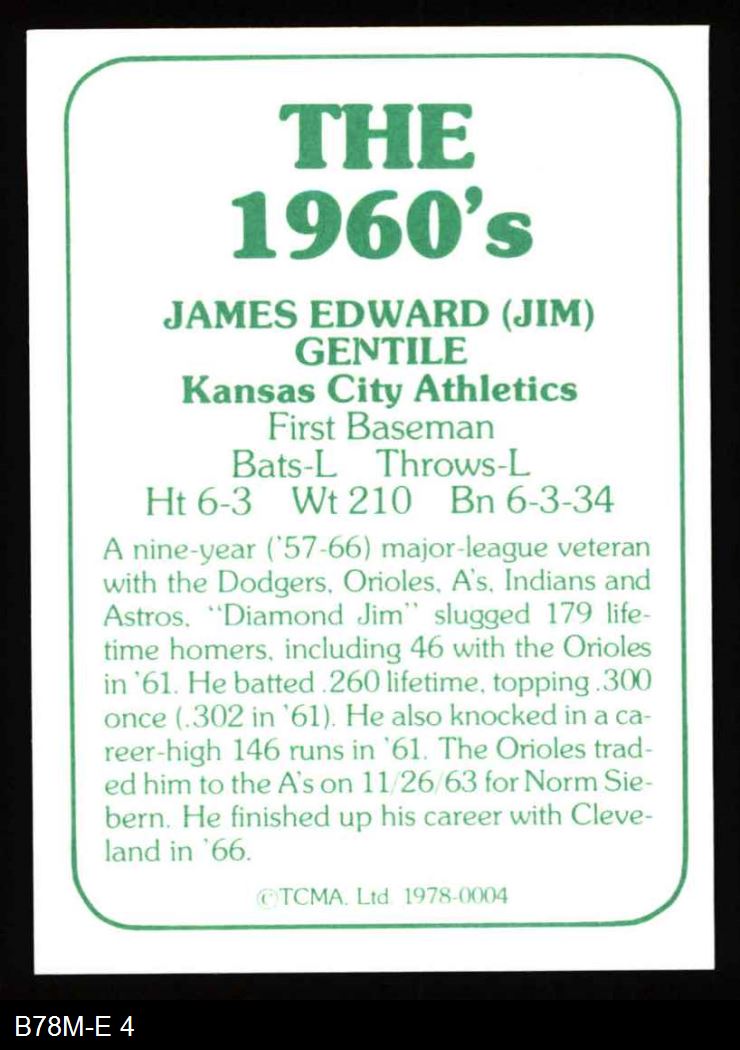 THE
1960's
JAMES EDWARD (JIM)
GENTILE
Kansas City Athletics
First Baseman
Bats-L Throws-L
Ht 6-3 Wt 210 Bn 6-3-34
A nine-year ('57-66) major-league veteran
with the Dodgers, Orioles, A's, Indians and
Astros, "Diamond Jim" slugged 179 life-
time homers, including 46 with the Orioles
in '61. He batted .260 lifetime, topping .300
once (.302 in '61). He also knocked in a ca-
reer-high 146 runs in '61. The Orioles trad-
ed him to the A's on 11/26/63 for Norm Sie-
bern. He finished up his career with Cleve-
land in '66.
©TCMA, Ltd. 1978-0004
B78M-E 4